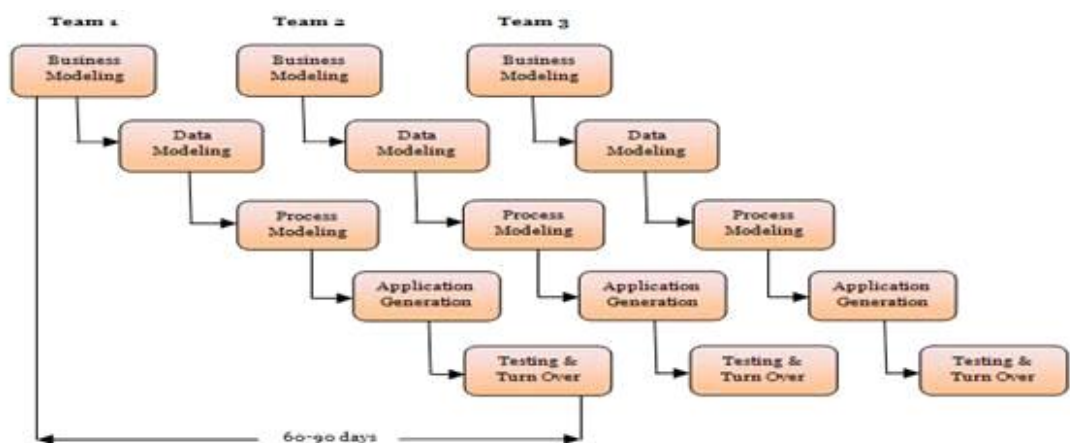 Team 1 Team 2 Team 3
Business Modeling
Business Modeling
Business Modeling
Data Modeling
Data Modeling
Data Modeling
Process Modeling
Process Modeling
Process Modeling
Application Generation
Application Generation
Application Generation
Testing & Turn Over
Testing & Turn Over
Testing & Turn Over
60-90 days